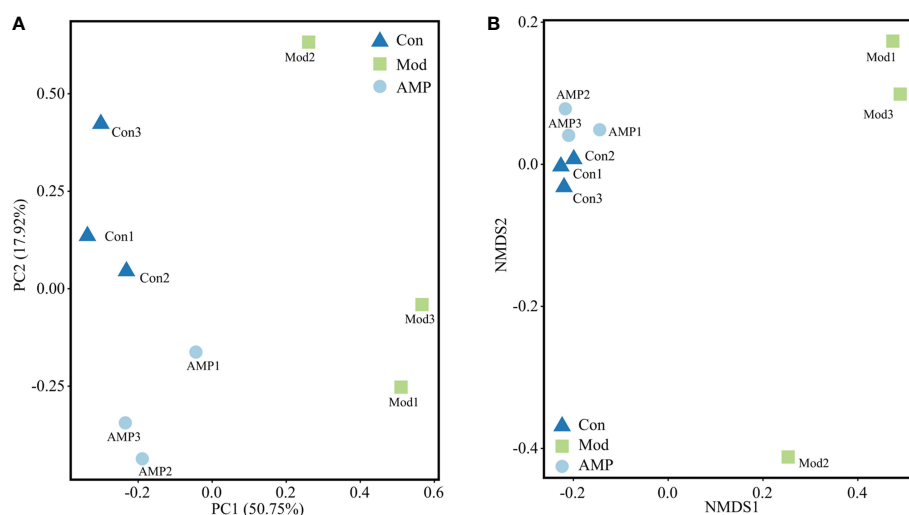 A
Con
Mod
AMP
Mod2
Con3
Con1
Con2
Mod3
AMP1
Mod1
AMP3
AMP2
0.50
0.25
0.00
-0.25
PC2 (17.92%)
-0.2
0.0
0.2
0.4
0.6
PC1 (50.75%)
B
Mod1
Mod3
AMP2
AMP3
AMP1
Con2
Con1
Con3
Mod2
Con
Mod
AMP
0.2
0.0
-0.2
-0.4
NMDS2
-0.2
0.0
0.2
0.4
NMDS1